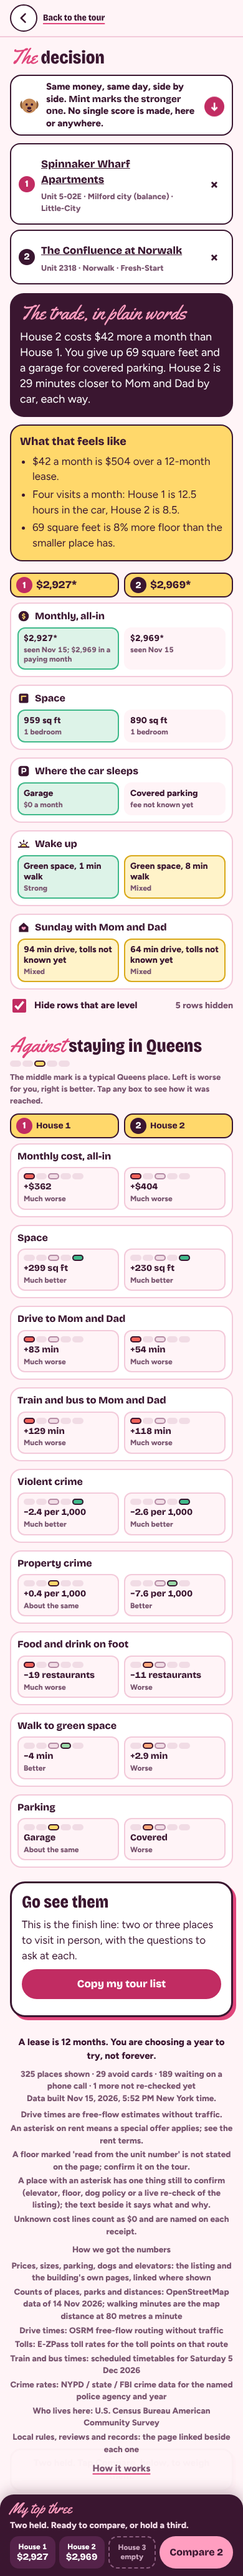 Back to the tour
The decision
Same money, same day, side by
side. Mint marks the stronger
one. No single score is made, here
or anywhere.
1
Spinnaker Wharf
Apartments
Unit 5-02E · Milford city (balance) ·
Little-City
×
2
The Confluence at Norwalk
Unit 2318 · Norwalk · Fresh-Start
×
The trade, in plain words
House 2 costs $42 more a month than
House 1. You give up 69 square feet and
a garage for covered parking. House 2 is
29 minutes closer to Mom and Dad by
car, each way.
What that feels like
• $42 a month is $504 over a 12-month
lease.
• Four visits a month: House 1 is 12.5
hours in the car, House 2 is 8.5.
• 69 square feet is 8% more floor than the
smaller place has.
1 $2,927*
2 $2,969*
Monthly, all-in
$2,927*
seen Nov 15; $2,969 in a
paying month
$2,969*
seen Nov 15
Space
959 sq ft
1 bedroom
890 sq ft
1 bedroom
P Where the car sleeps
Garage
$0 a month
Covered parking
fee not known yet
Wake up
Green space, 1 min
walk
Strong
Green space, 8 min
walk
Mixed
Sunday with Mom and Dad
94 min drive, tolls not
known yet
Mixed
64 min drive, tolls not
known yet
Mixed
Hide rows that are level
5 rows hidden
Against staying in Queens
The middle mark is a typical Queens place. Left is worse
for you, right is better. Tap any box to see how it was
reached.
1 House 1
2 House 2
Monthly cost, all-in
+$362
Much worse
+$404
Much worse
Space
+299 sq ft
Much better
+230 sq ft
Much better
Drive to Mom and Dad
+83 min
Much worse
+54 min
Much worse
Train and bus to Mom and Dad
+129 min
Much worse
+118 min
Much worse
Violent crime
−2.4 per 1,000
Much better
−2.6 per 1,000
Much better
Property crime
+0.4 per 1,000
About the same
−7.6 per 1,000
Better
Food and drink on foot
−19 restaurants
Much worse
−11 restaurants
Worse
Walk to green space
−4 min
Better
+2.9 min
Worse
Parking
Garage
About the same
Covered
Worse
Go see them
This is the finish line: two or three places
to visit in person, with the questions to
ask at each.
Copy my tour list
A lease is 12 months. You are choosing a year to
try, not forever.
325 places shown · 29 avoid cards · 189 waiting on a
phone call · 1 more not re-checked yet
Data built Nov 15, 2026, 5:52 PM New York time.
Drive times are free-flow estimates without traffic.
An asterisk on rent means a special offer applies; see the
rent terms.
A floor marked 'read from the unit number' is not stated
on the page; confirm it on the tour.
A place with an asterisk has one thing still to confirm
(elevator, floor, dog policy or a live re-check of the
listing); the text beside it says what and why.
Unknown cost lines count as $0 and are named on each
receipt.
How we got the numbers
Prices, sizes, parking, dogs and elevators: the listing and
the building's own pages, linked where shown
Counts of places, parks and distances: OpenStreetMap
data of 14 Nov 2026; walking minutes are the map
distance at 80 metres a minute
Drive times: OSRM free-flow routing without traffic
Tolls: E-ZPass toll rates for the toll points on that route
Train and bus times: scheduled timetables for Saturday 5
Dec 2026
Crime rates: NYPD / state / FBI crime data for the named
police agency and year
Who lives here: U.S. Census Bureau American
Community Survey
Local rules, reviews and records: the page linked beside
each one
How it works
My top three
Two held. Ready to compare, or hold a third.
House 1
$2,927
House 2
$2,969
House 3
empty
Compare 2